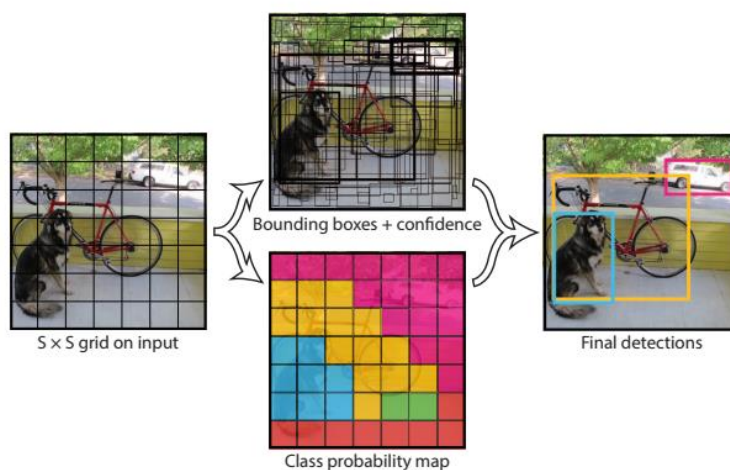 Bounding boxes + confidence
S × S grid on input
Final detections
Class probability map